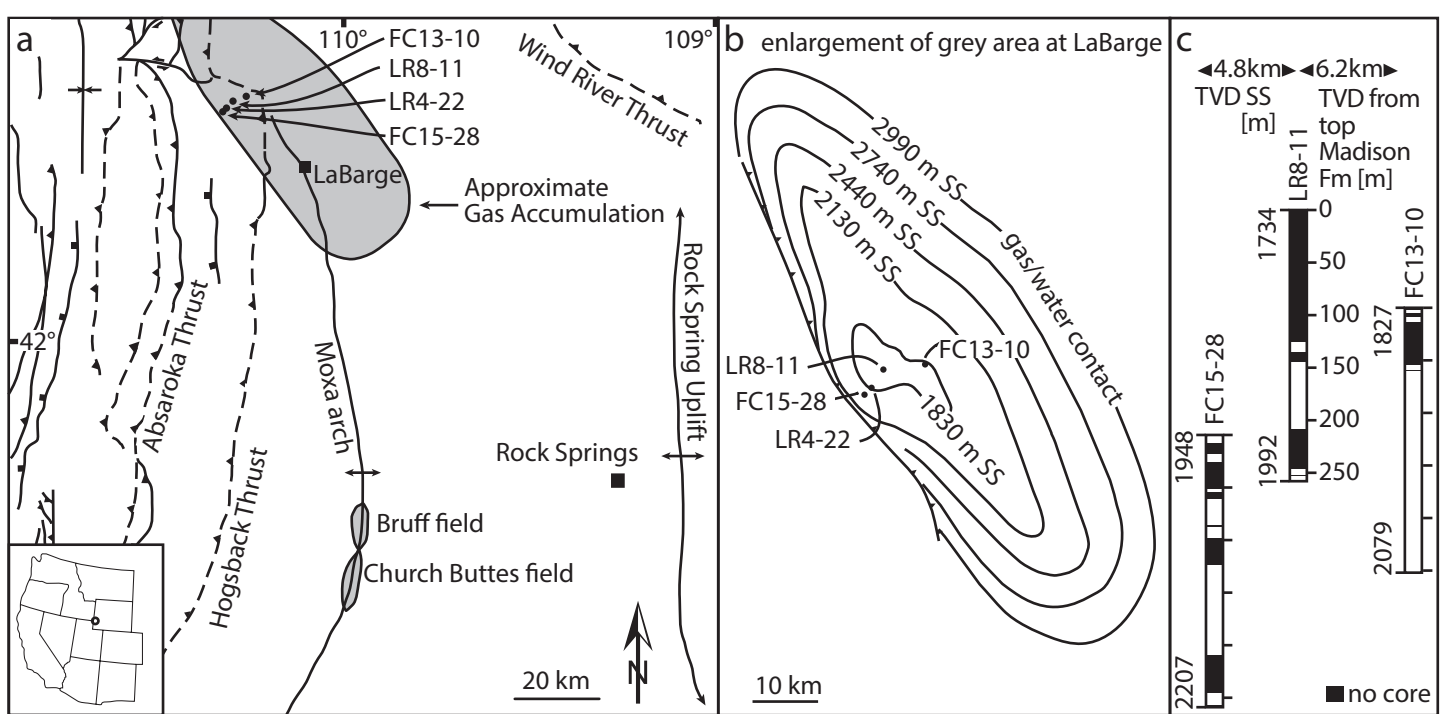 a
110°
109°
FC13-10
LR8-11
LR4-22
FC15-28
Wind River Thrust
LaBarge
Approximate
Gas Accumulation
42°
Absaroka Thrust
Hogsback Thrust
Moxa arch
Rock Spring Uplift
Rock Springs
Bruff field
Church Buttes field
20 km
N
b
enlargement of grey area at LaBarge
2990 m SS
2740 m SS
2440 m SS
2130 m SS
gas/water contact
LR8-11
FC13-10
FC15-28
LR4-22
1830 m SS
10 km
c
4.8km
6.2km
TVD SS
[m]
TVD from
top
Madison
Fm [m]
LR8-11
1734
1992
0
50
100
150
200
250
FC13-10
1827
2079
FC15-28
1948
2207
no core